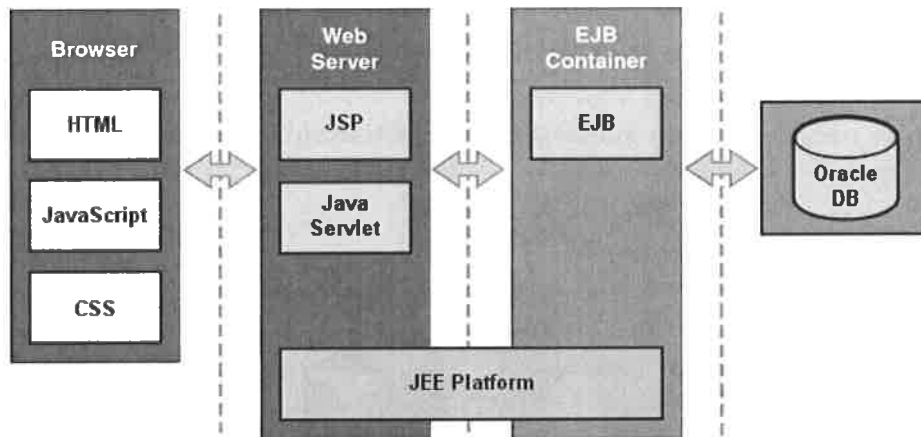 Browser
HTML
JavaScript
CSS
Web
Server
JSP
Java
Servlet
EJB
Container
EJB
JEE Platform
Oracle
DB